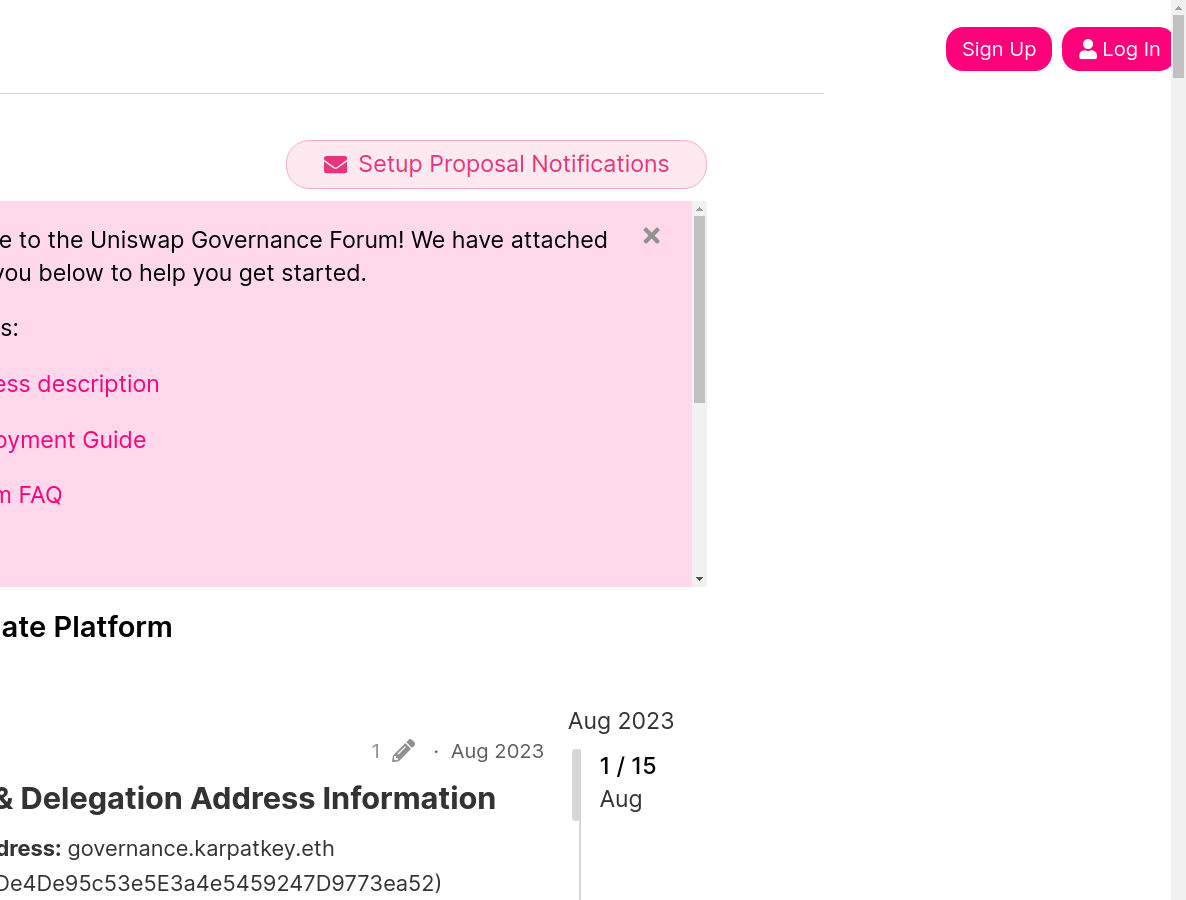 Sign Up
Log In
Setup Proposal Notifications
e to the Uniswap Governance Forum! We have attached
you below to help you get started.
s:
ess description
oyment Guide
m FAQ
ate Platform
Aug 2023
1 · Aug 2023
1 / 15
Aug
& Delegation Address Information
dress: governance.karpatkey.eth
De4De95c53e5E3a4e5459247D9773ea52)